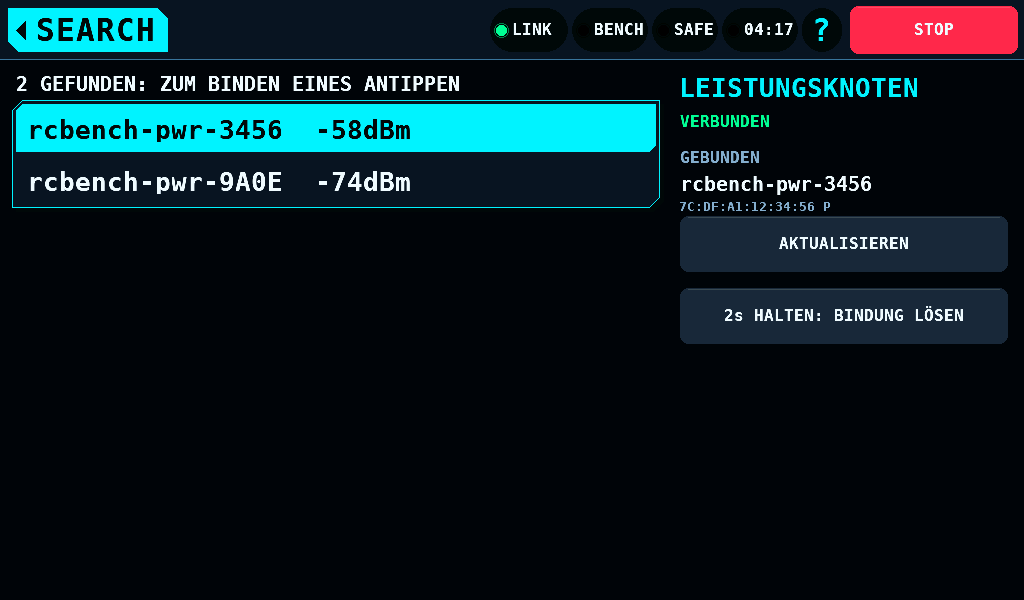 SEARCH
LINK
BENCH
SAFE
04:17
?
STOP
2 GEFUNDEN: ZUM BINDEN EINES ANTIPPEN
rcbench-pwr-3456 -58dBm
rcbench-pwr-9A0E -74dBm
LEISTUNGSKNOTEN
VERBUNDEN
GEBUNDEN
rcbench-pwr-3456
7C:DF:A1:12:34:56 P
AKTUALISIEREN
2s HALTEN: BINDUNG LÖSEN